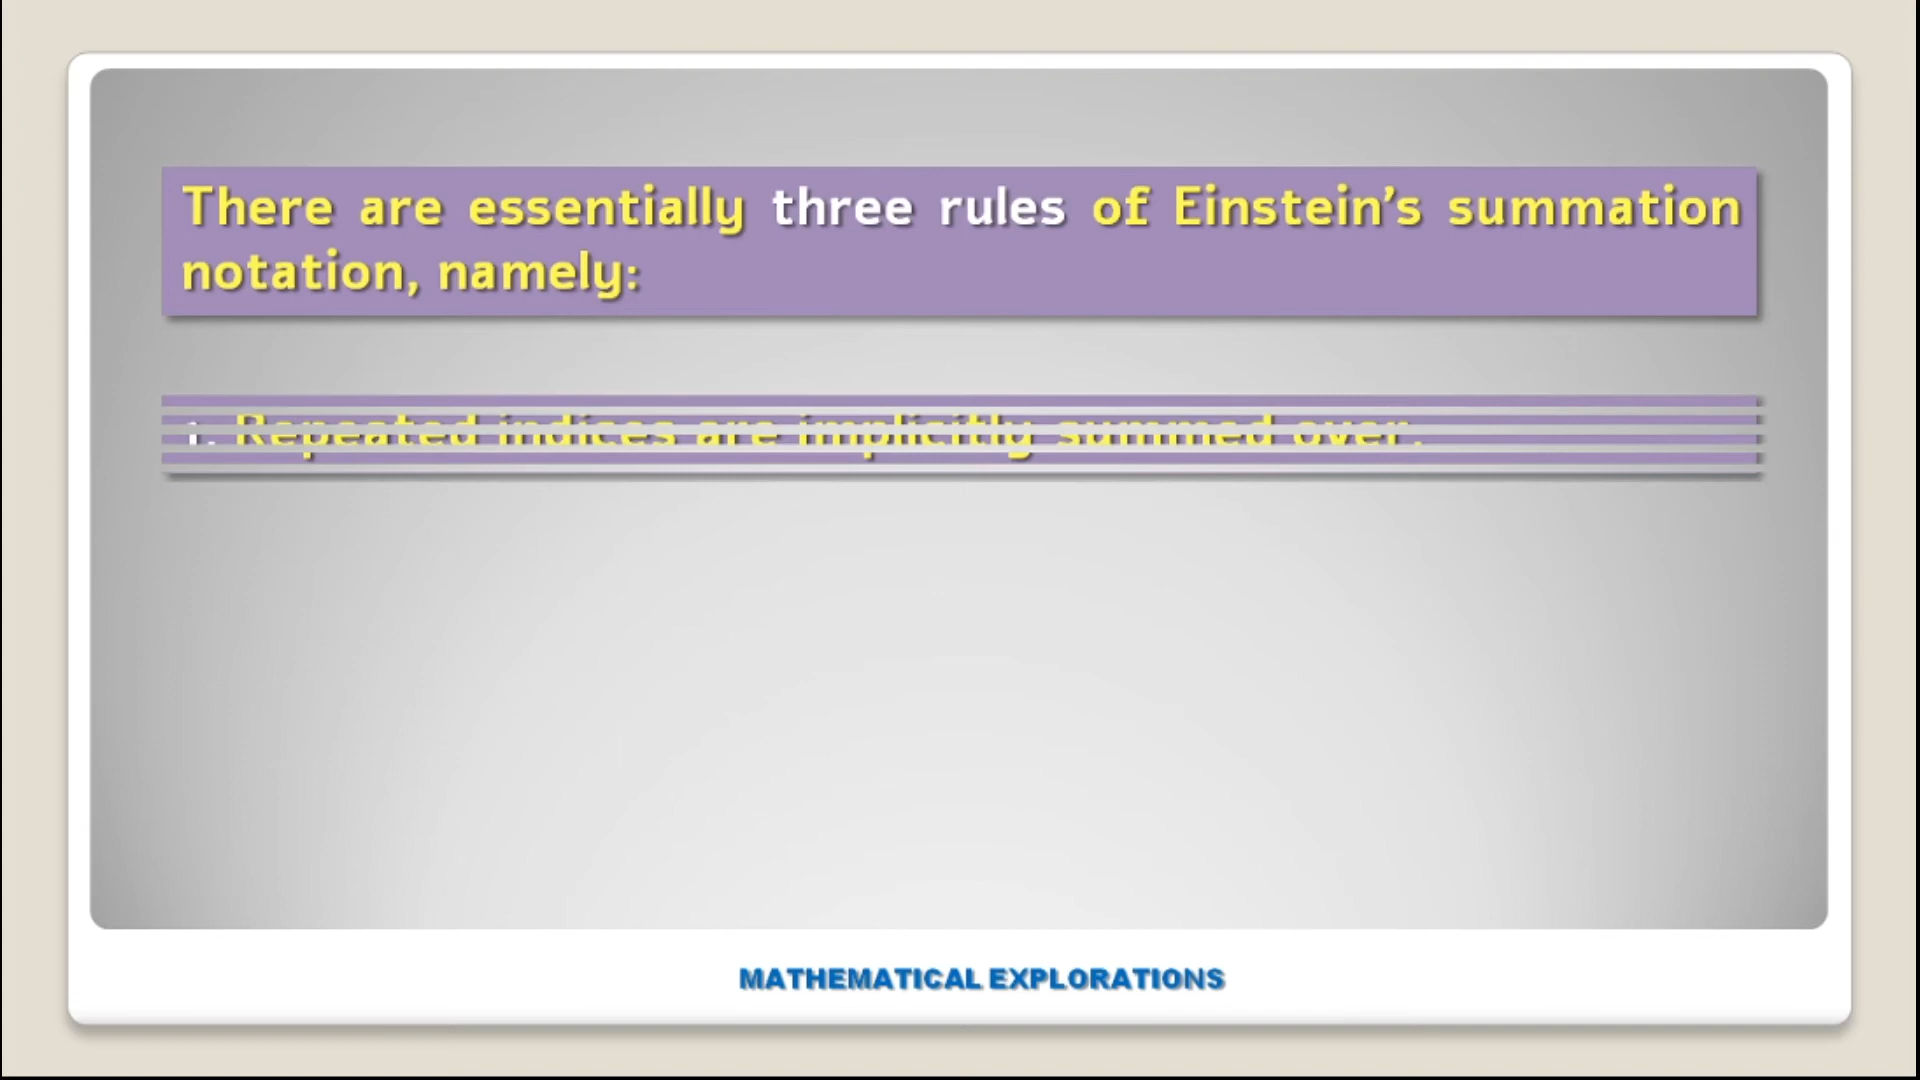 There are essentially three rules of Einstein’s summation
notation, namely:
1. Repeated indices are implicitly summed over.
MATHEMATICAL EXPLORATIONS